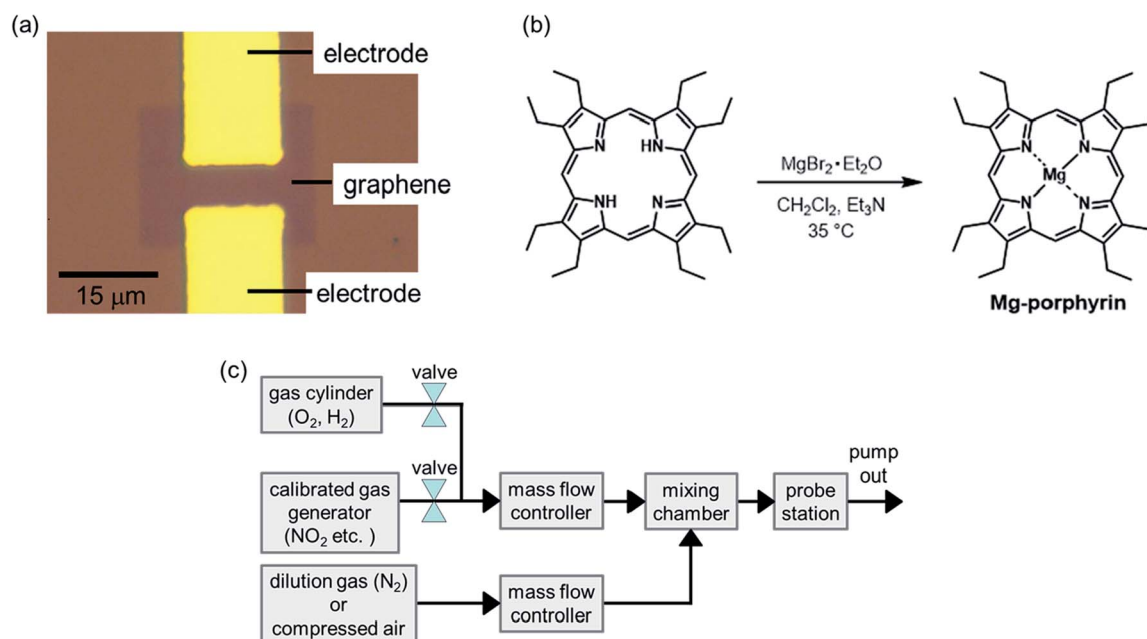 (a)
electrode
graphene
electrode
15 μm
(b)
N
HN
NH
N
MgBr₂·Et₂O
CH₂Cl₂, Et₃N
35 °C
N
N
Mg
N
N
Mg-porphyrin
(c)
valve
gas cylinder
(O₂, H₂)
valve
calibrated gas
generator
(NO₂ etc. )
mass flow
controller
mixing
chamber
probe
station
pump
out
dilution gas (N₂)
or
compressed air
mass flow
controller